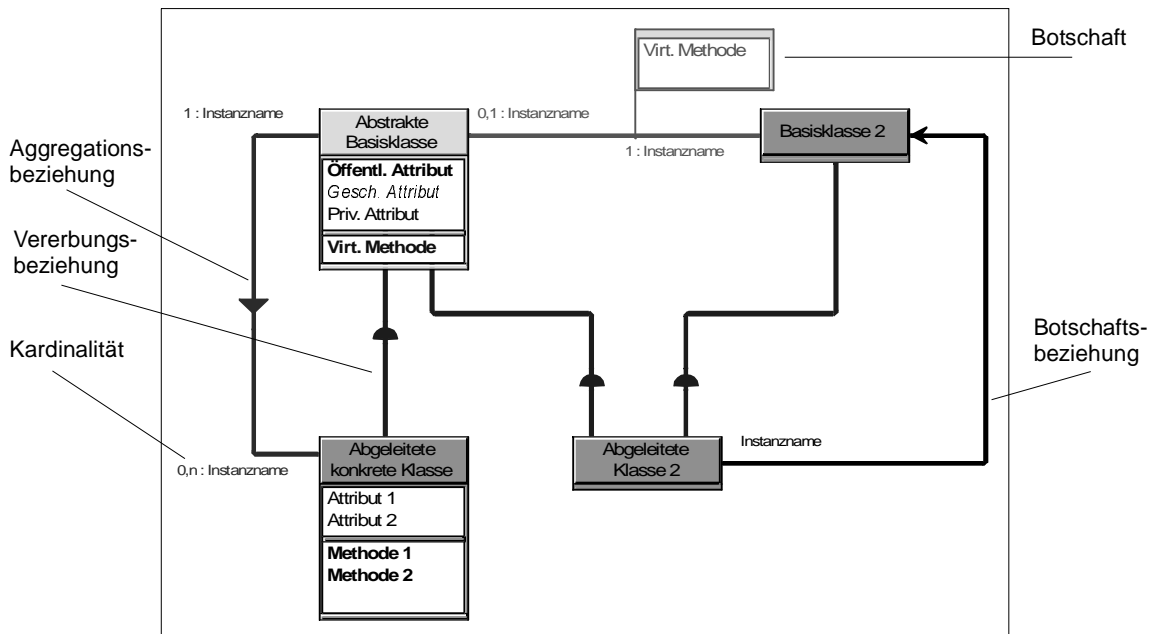 Botschaft
Virt. Methode
1 : Instanzname
0,1 : Instanzname
Abstrakte
Basisklasse
Basisklasse 2
1 : Instanzname
Aggregations-
beziehung
Öffentl. Attribut
Gesch. Attribut
Priv. Attribut
Virt. Methode
Vererbungs-
beziehung
Kardinalität
Botschafts-
beziehung
0,n : Instanzname
Abgeleitete
konkrete Klasse
Attribut 1
Attribut 2
Methode 1
Methode 2
Abgeleitete
Klasse 2
Instanzname